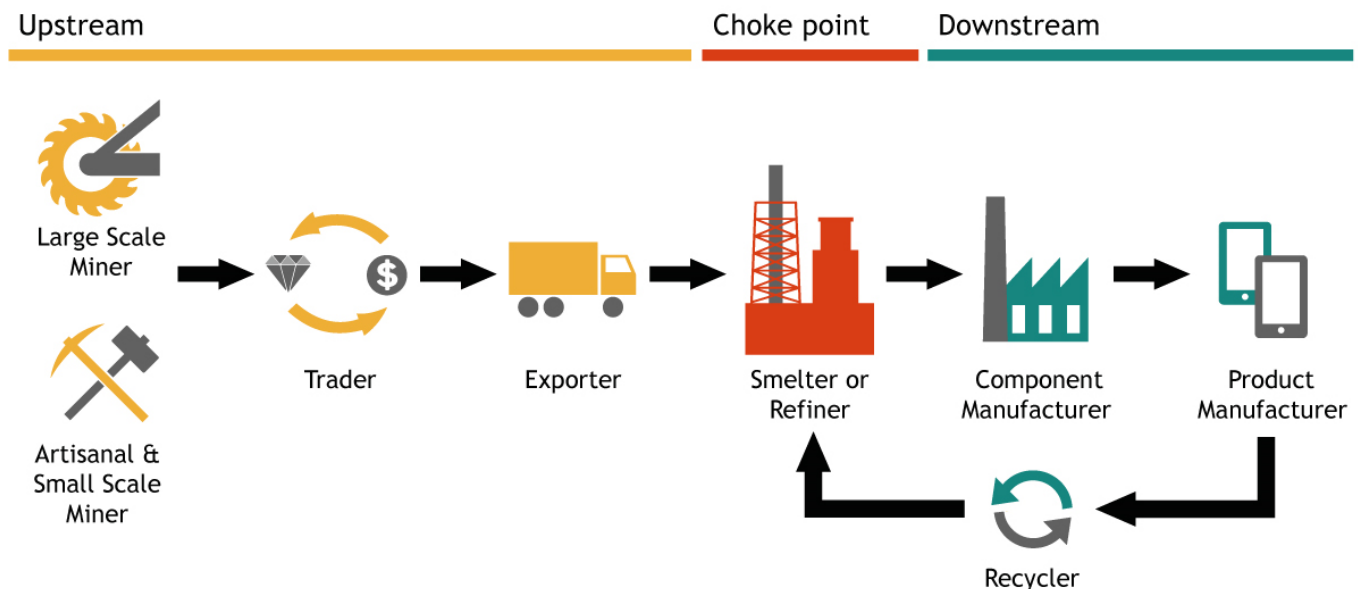 Upstream
Choke point
Downstream
Large Scale
Miner
Artisanal &
Small Scale
Miner
Trader
$
Exporter
Smelter or
Refiner
Component
Manufacturer
Product
Manufacturer
Recycler